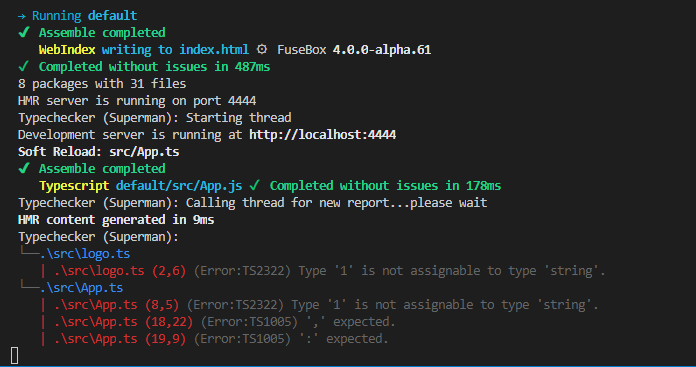 → Running default
✔ Assemble completed
WebIndex writing to index.html ⚙ FuseBox 4.0.0-alpha.61
✓ Completed without issues in 487ms
8 packages with 31 files
HMR server is running on port 4444
Typechecker (Superman): Starting thread
Development server is running at http://localhost:4444
Soft Reload: src/App.ts
✔ Assemble completed
Typescript default/src/App.js ✓ Completed without issues in 178ms
Typechecker (Superman): Calling thread for new report...please wait
HMR content generated in 9ms
Typechecker (Superman):
└──.\src\logo.ts
| .\src\logo.ts (2,6) (Error:TS2322) Type '1' is not assignable to type 'string'.
└──.\src\App.ts
| .\src\App.ts (8,5) (Error:TS2322) Type '1' is not assignable to type 'string'.
| .\src\App.ts (18,22) (Error:TS1005) ',' expected.
| .\src\App.ts (19,9) (Error:TS1005) ':' expected.